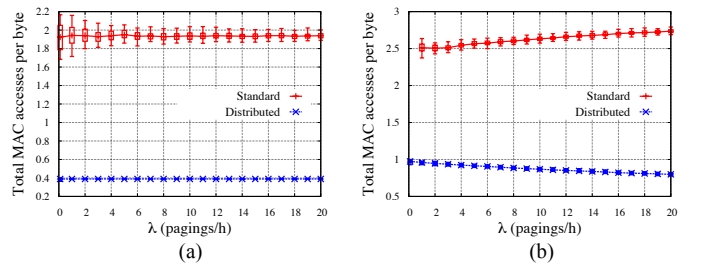 Total MAC accesses per byte
2.2
2
1.8
1.6
1.4
1.2
1
0.8
0.6
0.4
0.2
Standard
Distributed
0 2 4 6 8 10 12 14 16 18 20
λ (pagings/h)
(a)
Total MAC accesses per byte
3
2.5
2
1.5
1
0.5
Standard
Distributed
0 2 4 6 8 10 12 14 16 18 20
λ (pagings/h)
(b)